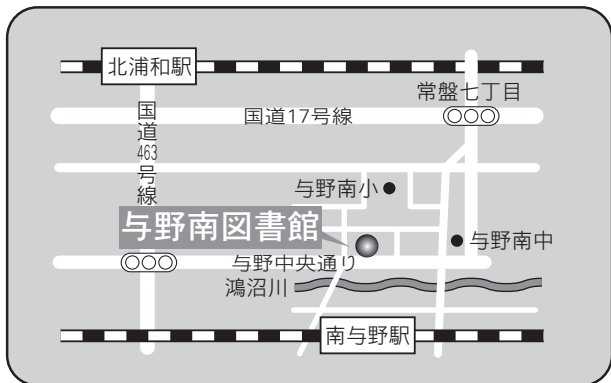 北浦和駅
常盤七丁目
国道463号線
国道17号線
与野南小
与野南図書館
与野南中
与野中央通り
鴻沼川
南与野駅